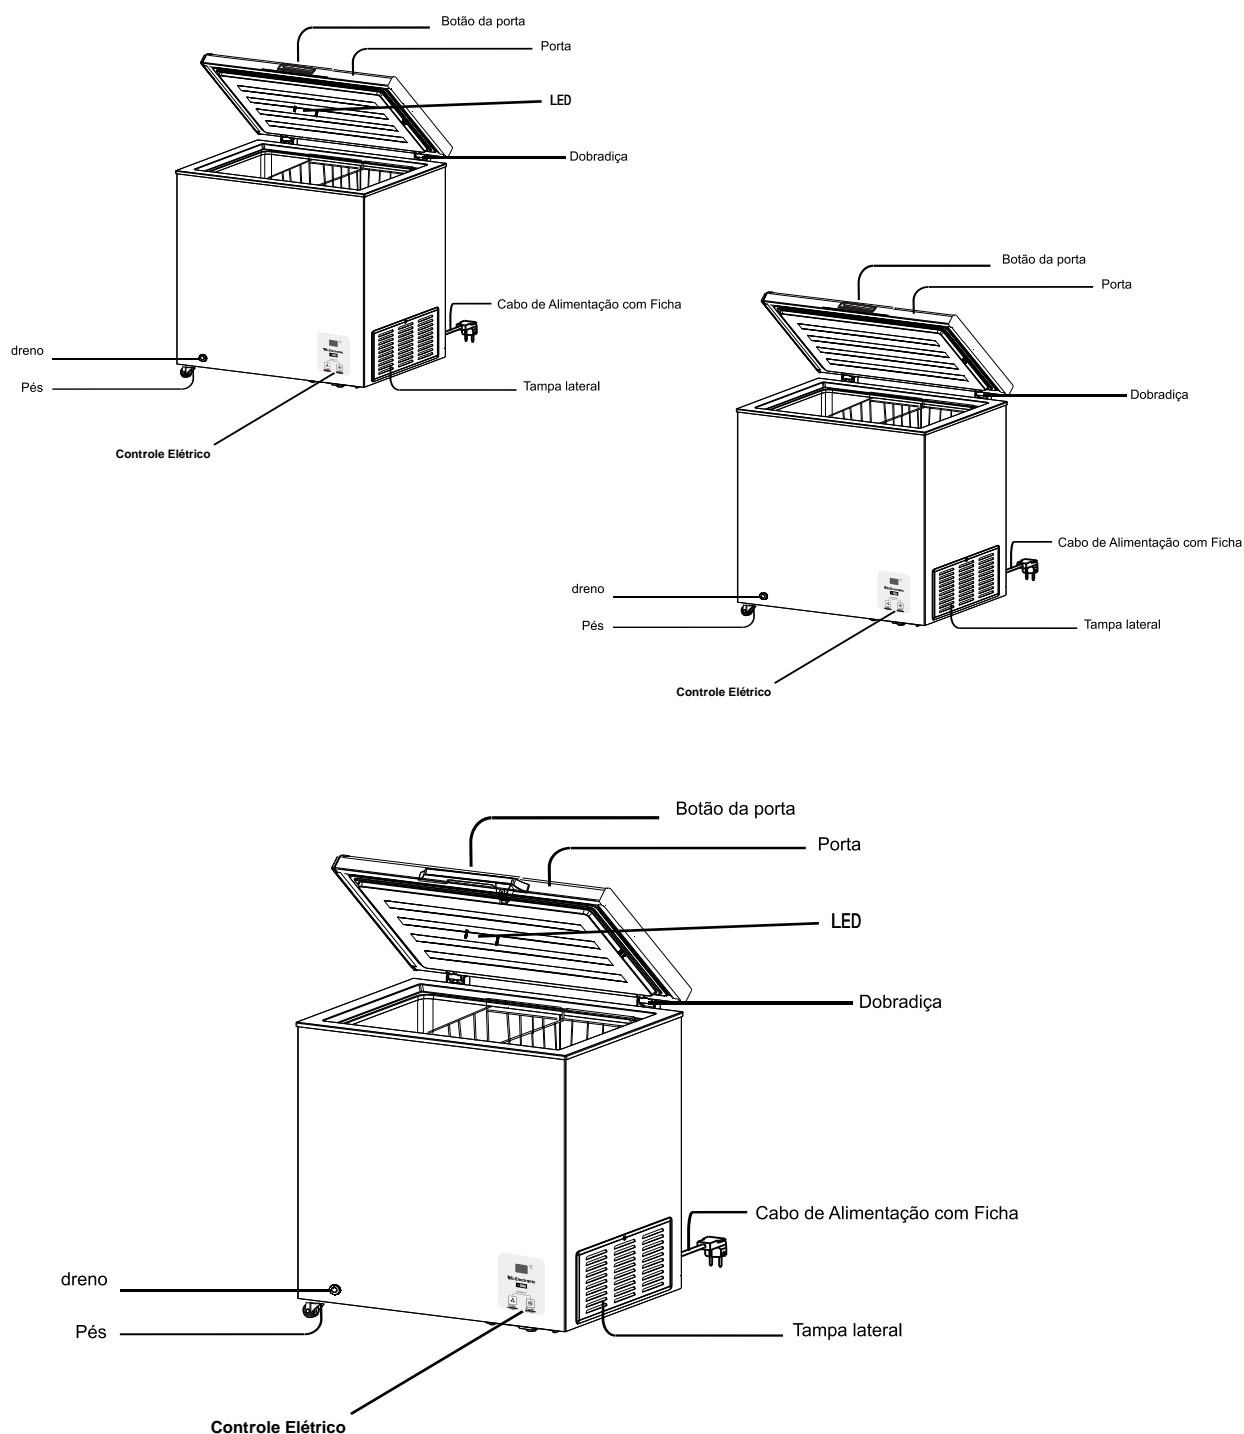 Botão da porta
Porta
LED
Dobradiça
Cabo de Alimentação com Ficha
dreno
Pés
Tampa lateral
Controle Elétrico
Botão da porta
Porta
Dobradiça
Cabo de Alimentação com Ficha
dreno
Pés
Tampa lateral
Controle Elétrico
Botão da porta
Porta
LED
Dobradiça
Cabo de Alimentação com Ficha
°C
dreno
Pés
Tampa lateral
Controle Elétrico